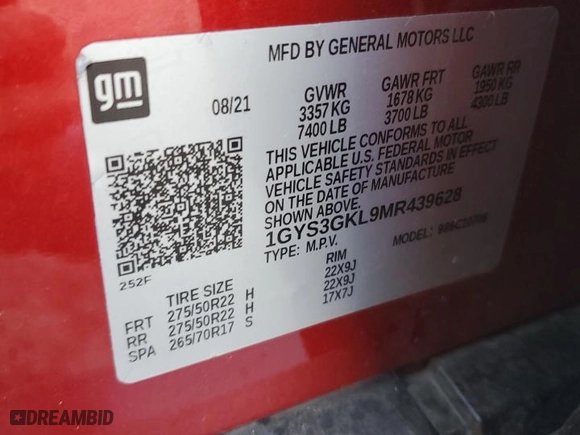 gm
MFD BY GENERAL MOTORS LLC
08/21
GVWR GAWR FRT GAWR RR
3357 KG 1678 KG 1950 KG
7400 LB 3700 LB 4300 LB
THIS VEHICLE CONFORMS TO ALL
APPLICABLE U.S. FEDERAL MOTOR
VEHICLE SAFETY STANDARDS IN EFFECT
ON THE DATE OF MANUFACTURE
SHOWN ABOVE.
1GYS3GKL9MR439628
TYPE: M.P.V. MODEL:
252F
TIRE SIZE RIM
FRT 275/50R22 H 22X9J
RR 275/50R22 H 22X9J
SPA 265/70R17 S 17X7J
DREAMBID